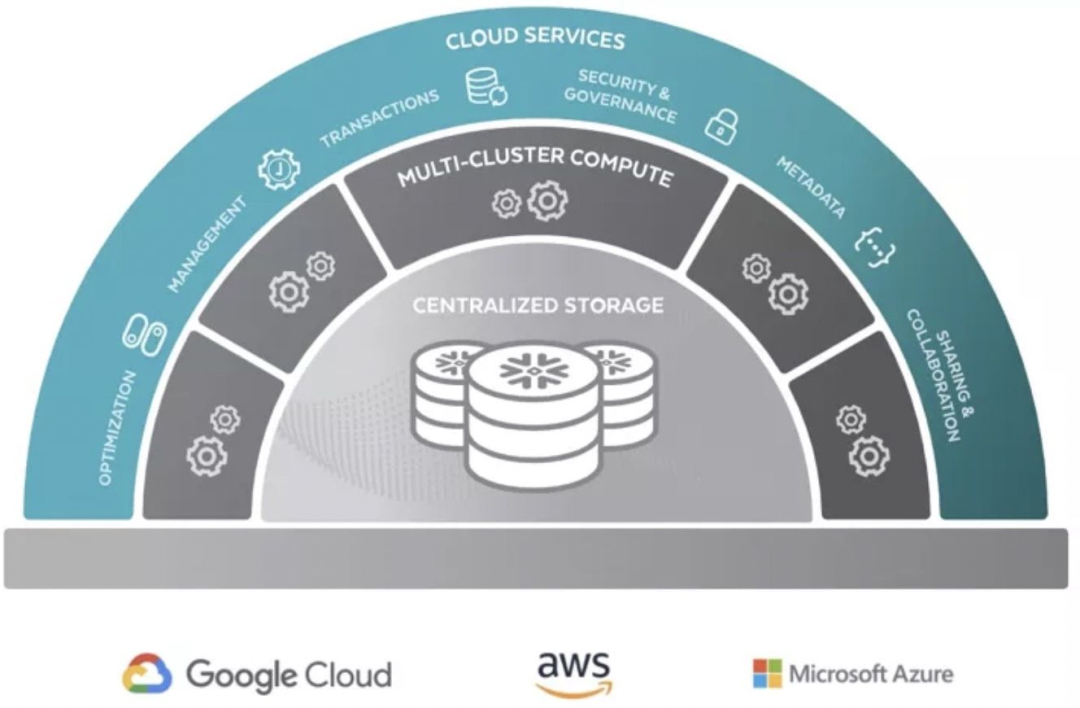 CLOUD SERVICES
OPTIMIZATION
MANAGEMENT
TRANSACTIONS
SECURITY &
GOVERNANCE
METADATA
SHARING &
COLLABORATION
MULTI-CLUSTER COMPUTE
CENTRALIZED STORAGE
Google Cloud
aws
Microsoft Azure